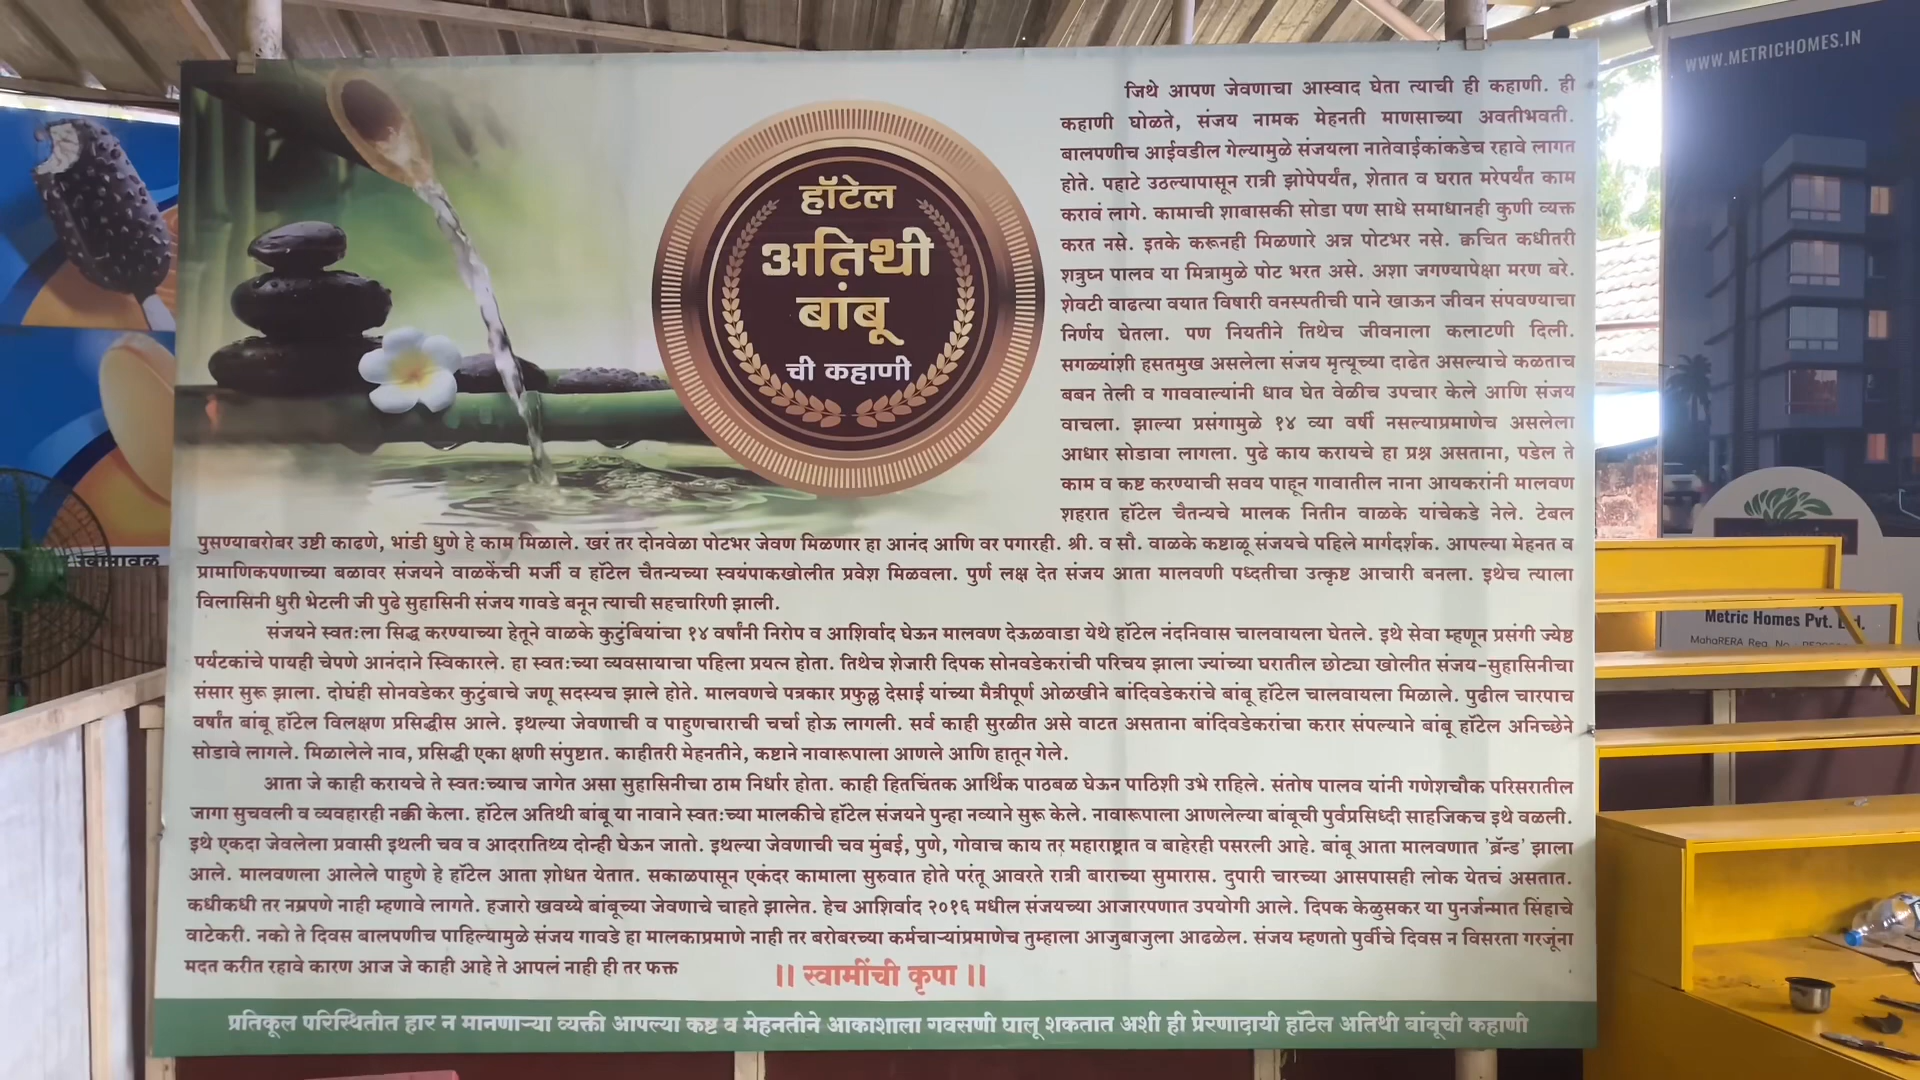 WWW.METRICHOMES.IN
हॉटेल
अतिथी
बांबू
ची कहाणी
जिथे आपण जेवणाचा आस्वाद घेता त्याची ही कहाणी. ही
कहाणी घोळते, संजय नामक मेहनती माणसाच्या अवतीभवती.
बालपणीच आईवडील गेल्यामुळे संजयला नातेवाईकांकडेच रहावे लागत
होते. पहाटे उठल्यापासून रात्री झोपेपर्यंत, शेतात व घरात मरेपर्यंत काम
करावं लागे. कामाची शाबासकी सोडा पण साधे समाधानही कुणी व्यक्त
करत नसे. इतके करूनही मिळणारे अन्न पोटभर नसे. क्वचित कधीतरी
शत्रुघ्न पालव या मित्रामुळे पोट भरत असे. अशा जगण्यापेक्षा मरण बरे.
शेवटी वाढत्या वयात विषारी वनस्पतीची पाने खाऊन जीवन संपवण्याचा
निर्णय घेतला. पण नियतीने तिथेच जीवनाला कलाटणी दिली.
सगळ्यांशी हसतमुख असलेला संजय मृत्यूच्या दाढेत असल्याचे कळताच
बबन तेली व गाववाल्यांनी धाव घेत वेळीच उपचार केले आणि संजय
वाचला. झाल्या प्रसंगामुळे १४ व्या वर्षी नसल्याप्रमाणेच असलेला
आधार सोडावा लागला. पुढे काय करायचे हा प्रश्न असताना, पडेल ते
काम व कष्ट करण्याची सवय पाहून गावातील नाना आयकरांनी मालवण
शहरात हॉटेल चैतन्यचे मालक नितीन वाळके यांचेकडे नेले. टेबल
पुसण्याबरोबर उष्टी काढणे, भांडी धुणे हे काम मिळाले. खरं तर दोनवेळा पोटभर जेवण मिळणार हा आनंद आणि वर पगारही. श्री. व सौ. वाळके कष्टाळू संजयचे पहिले मार्गदर्शक. आपल्या मेहनत व
प्रामाणिकपणाच्या बळावर संजयने वाळकेंची मर्जी व हॉटेल चैतन्यच्या स्वयंपाकखोलीत प्रवेश मिळवला. पुर्ण लक्ष देत संजय आता मालवणी पध्दतीचा उत्कृष्ट आचारी बनला. इथेच त्याला
विलासिनी धुरी भेटली जी पुढे सुहासिनी संजय गावडे बनून त्याची सहचारिणी झाली.
संजयने स्वतःला सिद्ध करण्याच्या हेतूने वाळके कुटुंबियांचा १४ वर्षांनी निरोप व आशिर्वाद घेऊन मालवण देऊळवाडा येथे हॉटेल नंदनिवास चालवायला घेतले. इथे सेवा म्हणून प्रसंगी ज्येष्ठ
पर्यटकांचे पायही चेपणे आनंदाने स्विकारले. हा स्वतःच्या व्यवसायाचा पहिला प्रयत्न होता. तिथेच शेजारी दिपक सोनवडेकरांची परिचय झाला ज्यांच्या घरातील छोट्या खोलीत संजय-सुहासिनीचा
संसार सुरू झाला. दोघंही सोनवडेकर कुटुंबाचे जणू सदस्यच झाले होते. मालवणचे पत्रकार प्रफुल्ल देसाई यांच्या मैत्रीपूर्ण ओळखीने बांदिवडेकरांचे बांबू हॉटेल चालवायला मिळाले. पुढील चारपाच
वर्षांत बांबू हॉटेल विलक्षण प्रसिद्धीस आले. इथल्या जेवणाची व पाहुणचाराची चर्चा होऊ लागली. सर्व काही सुरळीत असे वाटत असताना बांदिवडेकरांचा करार संपल्याने बांबू हॉटेल अनिच्छेने
सोडावे लागले. मिळालेले नाव, प्रसिद्धी एका क्षणी संपुष्टात. काहीतरी मेहनतीने, कष्टाने नावारूपाला आणले आणि हातून गेले.
आता जे काही करायचे ते स्वतःच्याच जागेत असा सुहासिनीचा ठाम निर्धार होता. काही हितचिंतक आर्थिक पाठबळ घेऊन पाठिशी उभे राहिले. संतोष पालव यांनी गणेशचौक परिसरातील
जागा सुचवली व व्यवहारही नक्की केला. हॉटेल अतिथी बांबू या नावाने स्वतःच्या मालकीचे हॉटेल संजयने पुन्हा नव्याने सुरू केले. नावारूपाला आणलेल्या बांबूची पुर्वप्रसिध्दी साहजिकच इथे वळली.
इथे एकदा जेवलेला प्रवासी इथली चव व आदरातिथ्य दोन्ही घेऊन जातो. इथल्या जेवणाची चव मुंबई, पुणे, गोवाच काय तर महाराष्ट्रात व बाहेरही पसरली आहे. बांबू आता मालवणात 'ब्रॅन्ड' झाला
आले. मालवणला आलेले पाहुणे हे हॉटेल आता शोधत येतात. सकाळपासून एकंदर कामाला सुरुवात होते परंतू आवरते रात्री बाराच्या सुमारास. दुपारी चारच्या आसपासही लोक येतचं असतात.
कधीकधी तर नम्रपणे नाही म्हणावे लागते. हजारो खवय्ये बांबूच्या जेवणाचे चाहते झालेत. हेच आशिर्वाद २०१६ मधील संजयच्या आजारपणात उपयोगी आले. दिपक केळुसकर या पुनर्जन्मात सिंहाचे
वाटेकरी. नको ते दिवस बालपणीच पाहिल्यामुळे संजय गावडे हा मालकाप्रमाणे नाही तर बरोबरच्या कर्मचाऱ्यांप्रमाणेच तुम्हाला आजुबाजुला आढळेल. संजय म्हणतो पुर्वीचे दिवस न विसरता गरजूंना
मदत करीत रहावे कारण आज जे काही आहे ते आपलं नाही ही तर फक्त
|| स्वामींची कृपा ||
प्रतिकूल परिस्थितीत हार न मानणाऱ्या व्यक्ती आपल्या कष्ट व मेहनतीने आकाशाला गवसणी घालू शकतात अशी ही प्रेरणादायी हॉटेल अतिथी बांबूची कहाणी
Metric Homes Pvt.
MahaRERA Reg. No.